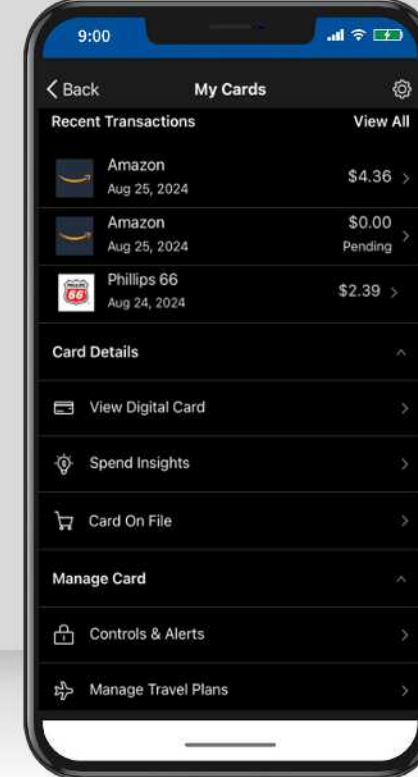 9:00
Back
My Cards
Recent Transactions
View All
Amazon
$4.36
Aug 25, 2024
Amazon
$0.00
Aug 25, 2024
Pending
PHILLIPS
66
Phillips 66
$2.39
Aug 24, 2024
Card Details
View Digital Card
Spend Insights
Card On File
Manage Card
Controls & Alerts
Manage Travel Plans